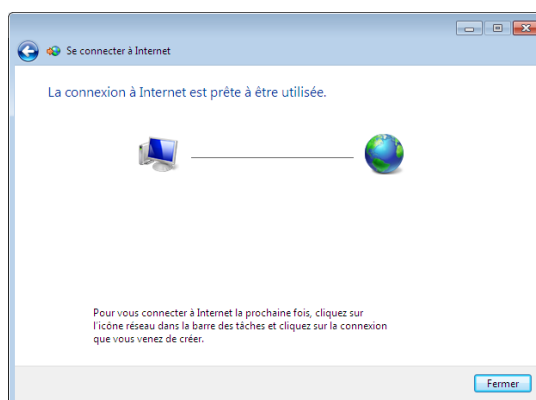 Se connecter à Internet
La connexion à Internet est prête à être utilisée.
Pour vous connecter à Internet la prochaine fois, cliquez sur
l'icône réseau dans la barre des tâches et cliquez sur la connexion
que vous venez de créer.
Fermer